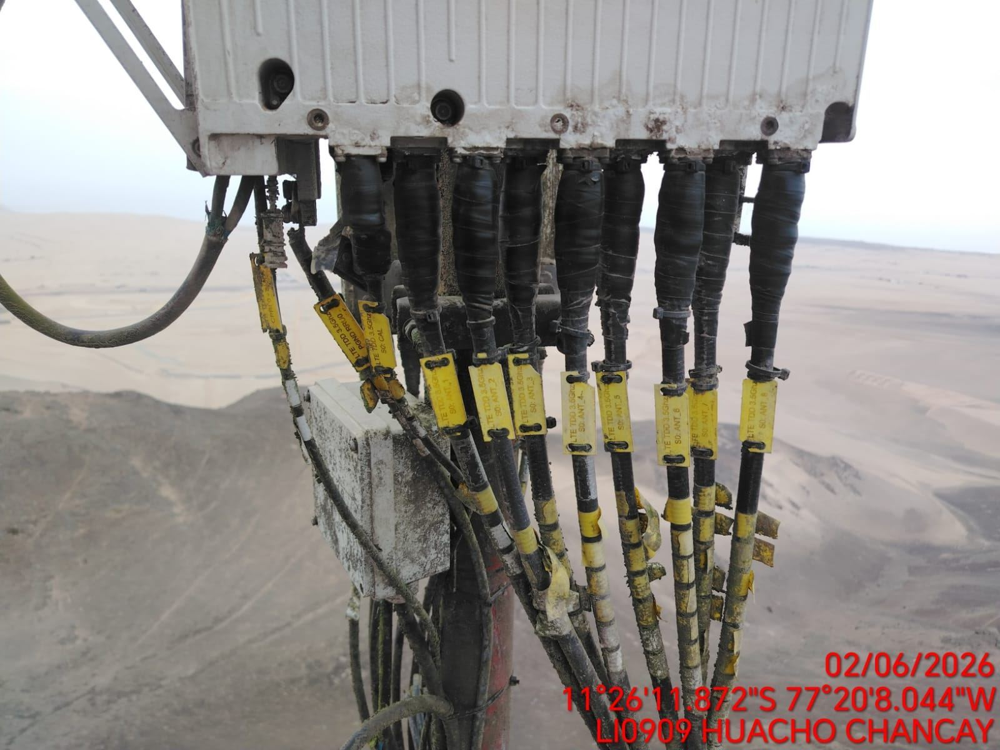 CPRI_0
LTE TDD 3.5Ghz
PGND RRU0
LTE TDD 3.5Ghz
S0: CAL
LTE TDD 3.5Ghz
S0: ANT_1
LTE TDD 3.5Ghz
S0: ANT_2
LTE TDD 3.5Ghz
S0: ANT_3
LTE TDD 3.5Ghz
S0: ANT_4
LTE TDD 3.5Ghz
S0: ANT_5
LTE TDD 3.5Ghz
S0: ANT_6
LTE TDD 3.5Ghz
S0: ANT_7
LTE TDD 3.5Ghz
S0: ANT_8
02/06/2026
11°26'11.872"S 77°20'8.044"W
LI0909 HUACHO CHANCAY